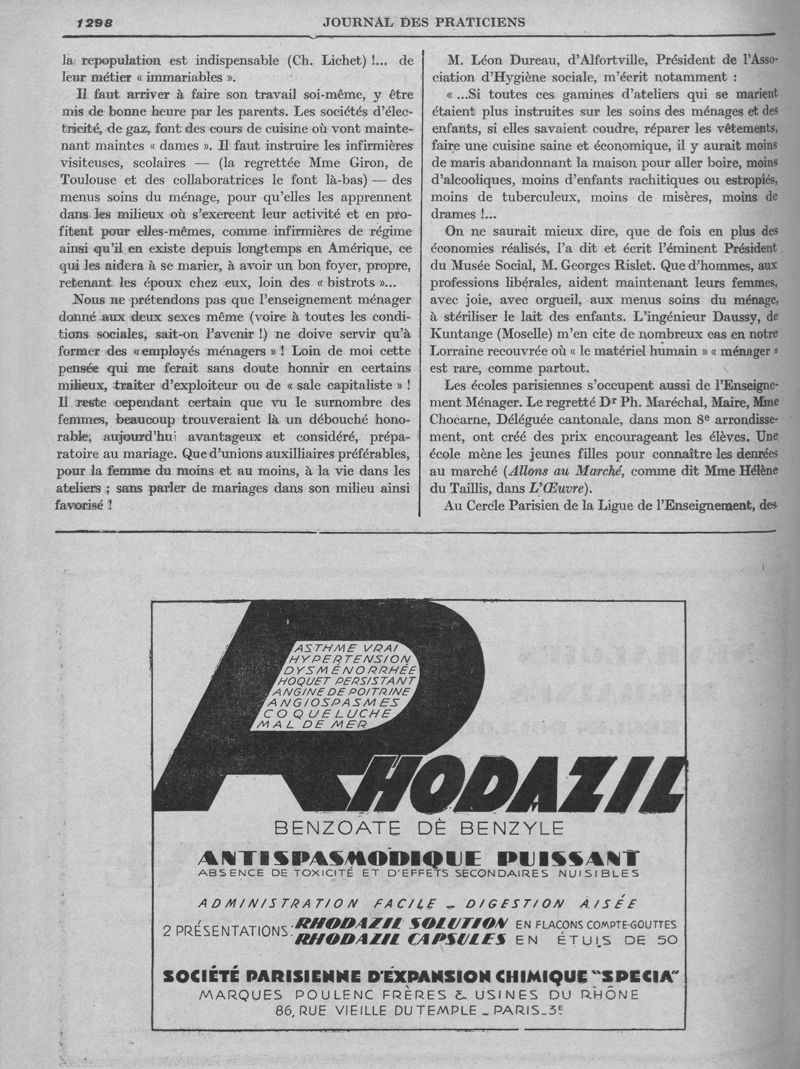 1298
JOURNAL DES PRATICIENS
la repopulation est indispensable (Ch. Lichet) !... de
leur métier « immariables ».
Il faut arriver à faire son travail soi-même, y être
mis de bonne heure par les parents. Les sociétés d'élec-
tricité, de gaz, font des cours de cuisine où vont mainte-
nant maintes « dames ». Il faut instruire les infirmières
visiteuses, scolaires — (la regrettée Mme Giron, de
Toulouse et des collaboratrices le font là-bas) — des
menus soins du ménage, pour qu'elles les apprennent
dans les milieux où s'exercent leur activité et en pro-
fitent pour elles-mêmes, comme infirmières de régime
ainsi qu'il en existe depuis longtemps en Amérique, ce
qui les aidera à se marier, à avoir un bon foyer, propre,
retenant les époux chez eux, loin des « bistrots »...
Nous ne prétendons pas que l'enseignement ménager
donné aux deux sexes même (voire à toutes les condi-
tions sociales, sait-on l'avenir !) ne doive servir qu'à
former des « employés ménagers » ! Loin de moi cette
pensée qui me ferait sans doute honnir en certains
milieux, traiter d'exploiteur ou de « sale capitaliste » !
Il reste cependant certain que vu le surnombre des
femmes, beaucoup trouveraient là un débouché hono-
rable, aujourd'hui avantageux et considéré, prépa-
ratoire au mariage. Que d'unions auxilliaires préférables,
pour la femme du moins et au moins, à la vie dans les
ateliers ; sans parler de mariages dans son milieu ainsi
favorisé !
M. Léon Dureau, d'Alfortville, Président de l'Asso-
ciation d'Hygiène sociale, m'écrit notamment :
« ...Si toutes ces gamines d'ateliers qui se marient
étaient plus instruites sur les soins des ménages et des
enfants, si elles savaient coudre, réparer les vêtements,
faire une cuisine saine et économique, il y aurait moins
de maris abandonnant la maison pour aller boire, moins
d'alcooliques, moins d'enfants rachitiques ou estropiés,
moins de tuberculeux, moins de misères, moins de
drames !...
On ne saurait mieux dire, que de fois en plus des
économies réalisés, l'a dit et écrit l'éminent Président
du Musée Social, M. Georges Rislet. Que d'hommes, aux
professions libérales, aident maintenant leurs femmes,
avec joie, avec orgueil, aux menus soins du ménage,
à stériliser le lait des enfants. L'ingénieur Daussy, de
Kuntange (Moselle) m'en cite de nombreux cas en notre
Lorraine recouvrée où « le matériel humain » « ménager »
est rare, comme partout.
Les écoles parisiennes s'occupent aussi de l'Enseigne-
ment Ménager. Le regretté Dr Ph. Maréchal, Maire, Mme
Chocarne, Déléguée cantonale, dans mon 8e arrondisse-
ment, ont créé des prix encourageant les élèves. Une
école mène les jeunes filles pour connaître les denrées
au marché (Allons au Marché, comme dit Mme Hélène
du Taillis, dans L'Œuvre).
Au Cercle Parisien de la Ligue de l'Enseignement, des
ASTHME VRAI
HYPERTENSION
DYSMÉNORRHÉE
HOQUET PERSISTANT
ANGINE DE POITRINE
ANGIOSPASMES
COQUELUCHE
MAL DE MER
RHODAZIL
BENZOATE DE BENZYLE
ANTISPASMODIQUE PUISSANT
ABSENCE DE TOXICITÉ ET D'EFFETS SECONDAIRES NUISIBLES
ADMINISTRATION FACILE _ DIGESTION AISÉE
2 PRÉSENTATIONS: RHODAZIL SOLUTION EN FLACONS COMPTE-GOUTTES
RHODAZIL CAPSULES EN ÉTUIS DE 50
SOCIÉTÉ PARISIENNE D'EXPANSION CHIMIQUE "SPECIA"
MARQUES POULENC FRÈRES & USINES DU RHÔNE
86, RUE VIEILLE DU TEMPLE _ PARIS_3E